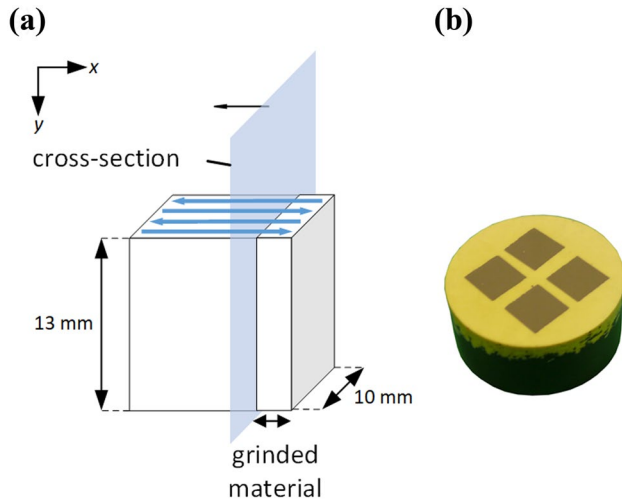 (a)
(b)
x
y
cross-section
13 mm
10 mm
grinded
material